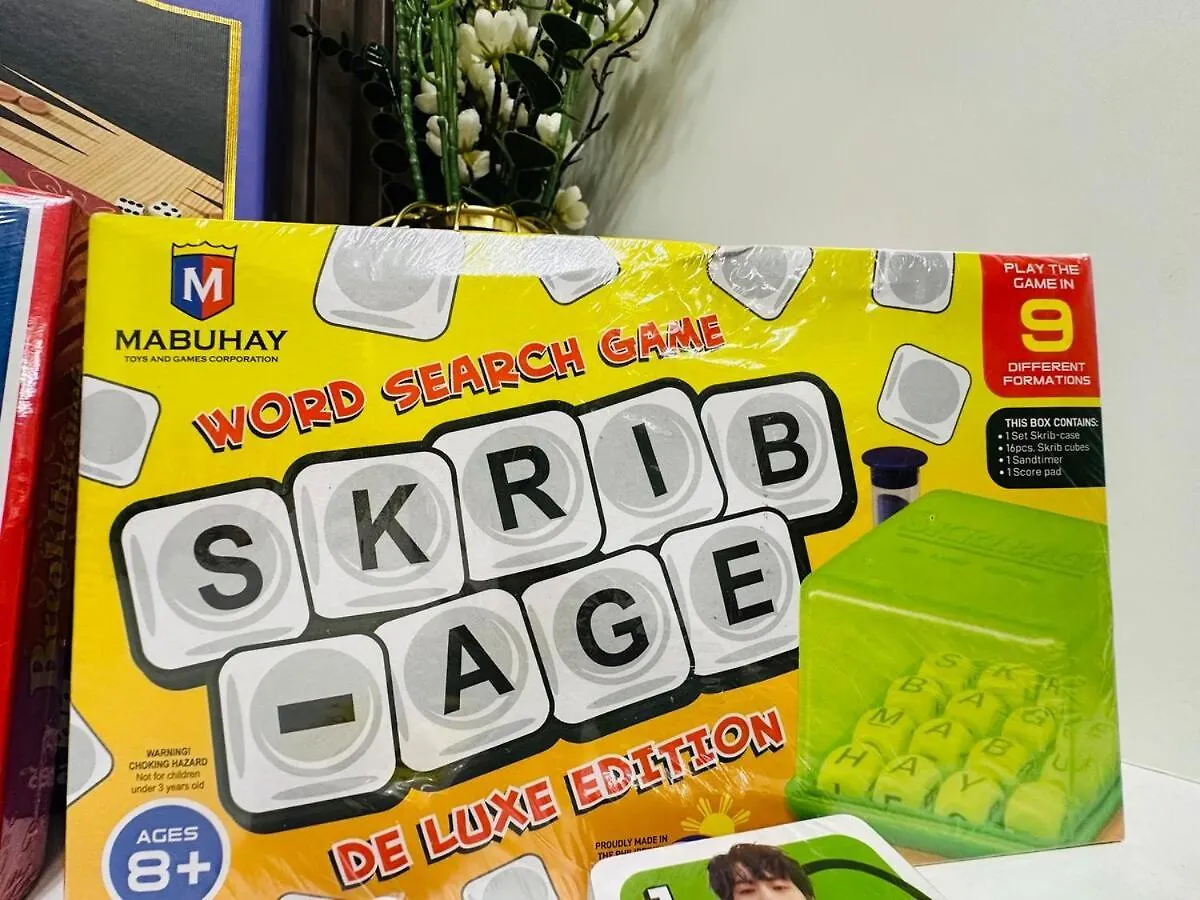 M
MABUHAY
TOYS AND GAMES CORPORATION
WORD SEARCH GAME
SKRIB
-AGE
DE LUXE EDITION
PLAY THE
GAME IN
9
DIFFERENT
FORMATIONS
THIS BOX CONTAINS:
• 1 Set Skrib-case
• 16pcs. Skrib cubes
• 1 Sandtimer
• 1 Score pad
S K R
B A G E
M A B U
H A Y
WARNING!
CHOKING HAZARD
Not for children
under 3 years old
AGES
8+
PROUDLY MADE IN
THE